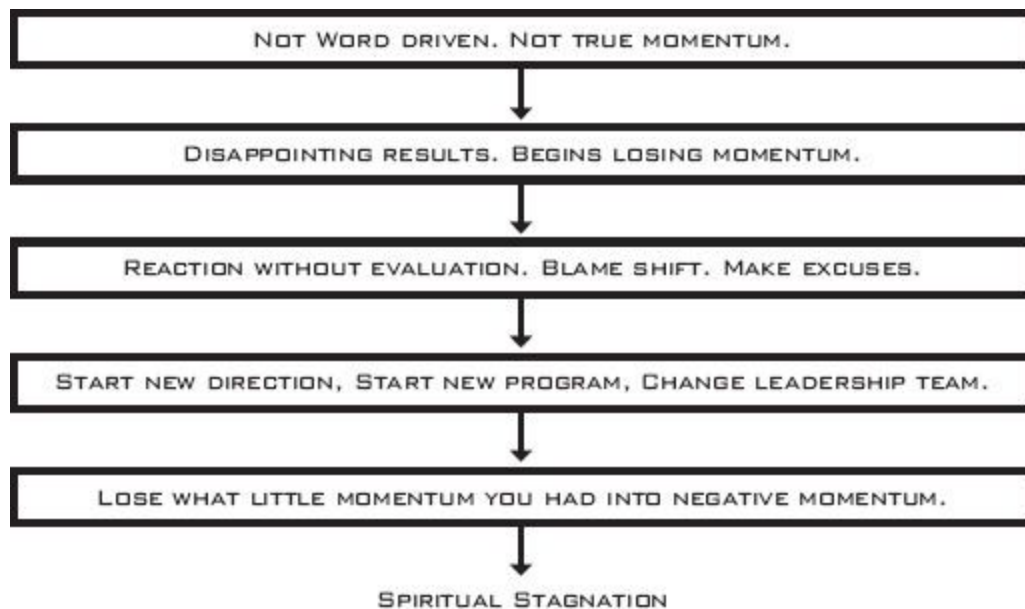 Not Word driven. Not true momentum.
Disappointing results. Begins losing momentum.
Reaction without evaluation. Blame shift. Make excuses.
Start new direction, Start new program, Change leadership team.
Lose what little momentum you had into negative momentum.
Spiritual Stagnation